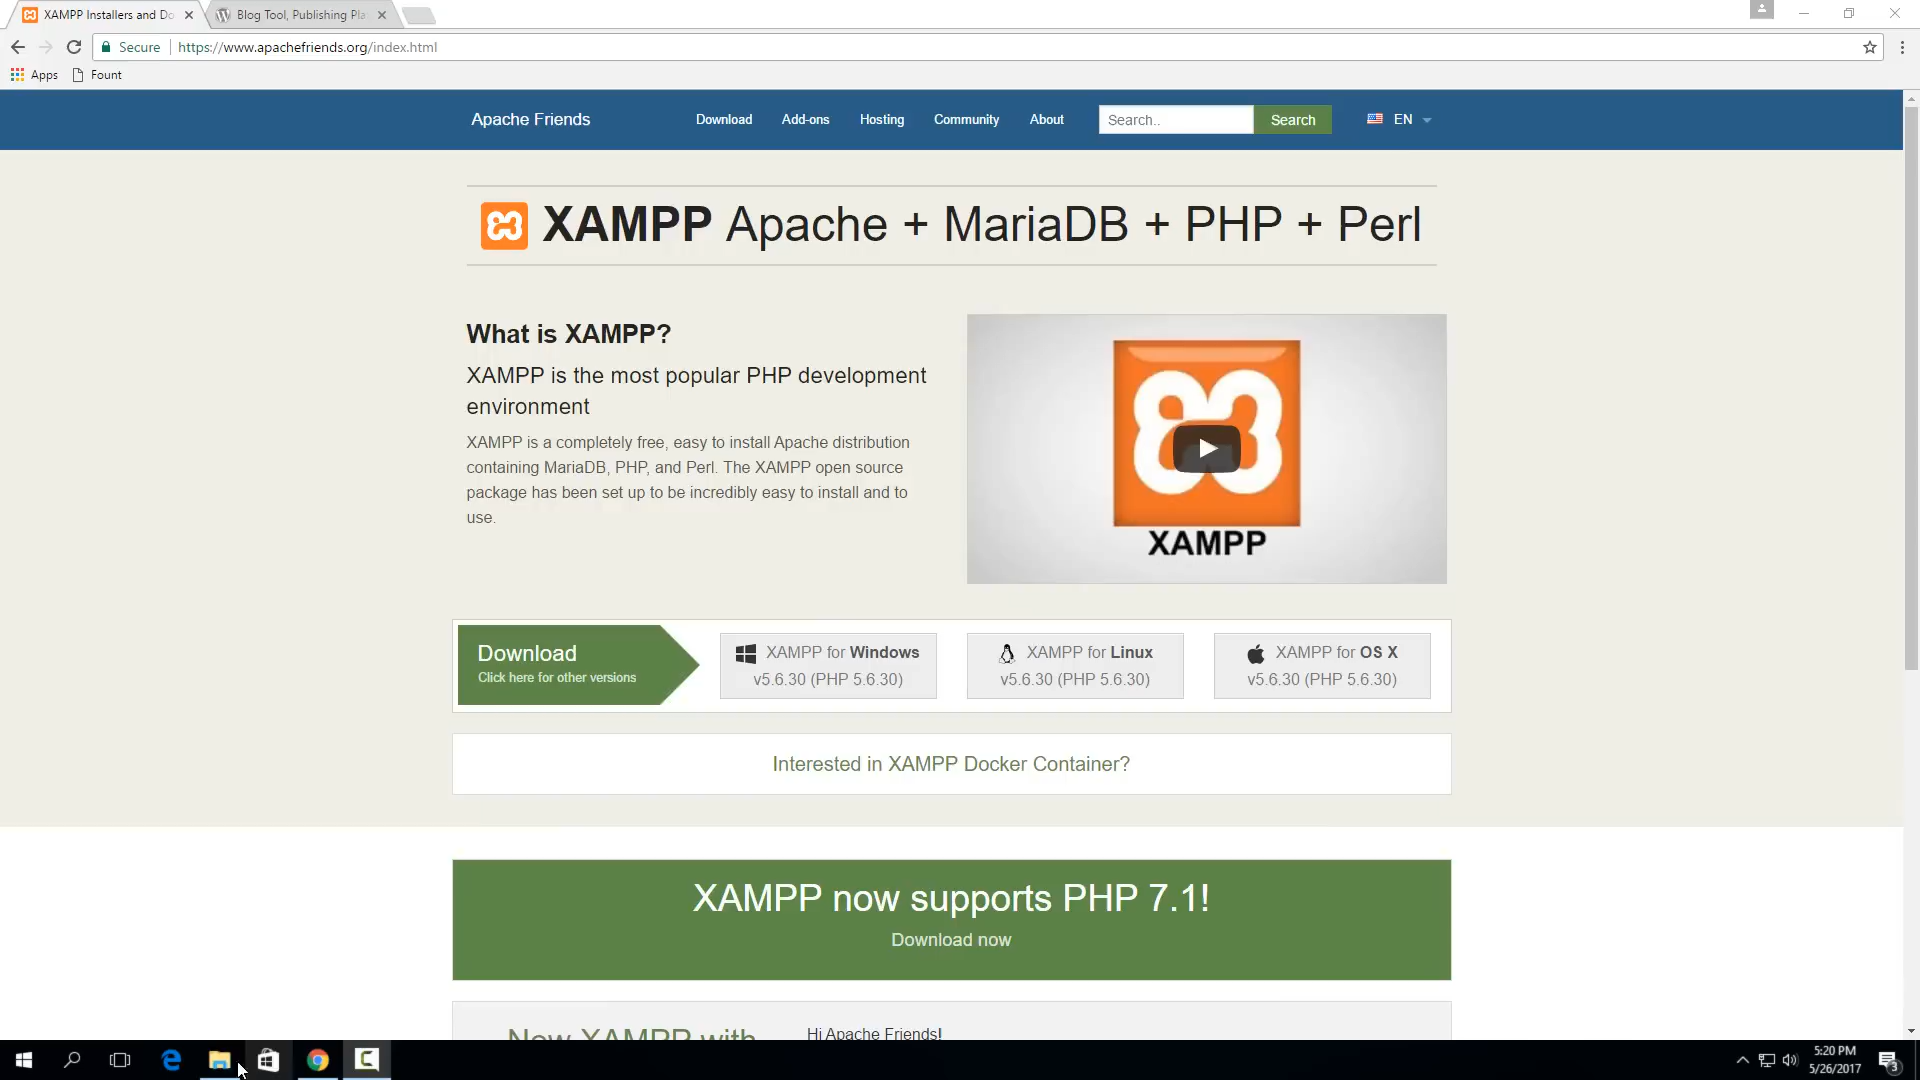 XAMPP Installers and Do
Blog Tool, Publishing Pla
Secure
https://www.apachefriends.org/index.html
Apps
Fount
Apache Friends
Download
Add-ons
Hosting
Community
About
Search..
Search
EN
XAMPP Apache + MariaDB + PHP + Perl
What is XAMPP?
XAMPP is the most popular PHP development
environment
XAMPP is a completely free, easy to install Apache distribution
containing MariaDB, PHP, and Perl. The XAMPP open source
package has been set up to be incredibly easy to install and to
use.
XAMPP
Download
Click here for other versions
XAMPP for Windows
v5.6.30 (PHP 5.6.30)
XAMPP for Linux
v5.6.30 (PHP 5.6.30)
XAMPP for OS X
v5.6.30 (PHP 5.6.30)
Interested in XAMPP Docker Container?
XAMPP now supports PHP 7.1!
Download now
New XAMPP with
Hi Apache Friends!
5:20 PM
5/26/2017
3